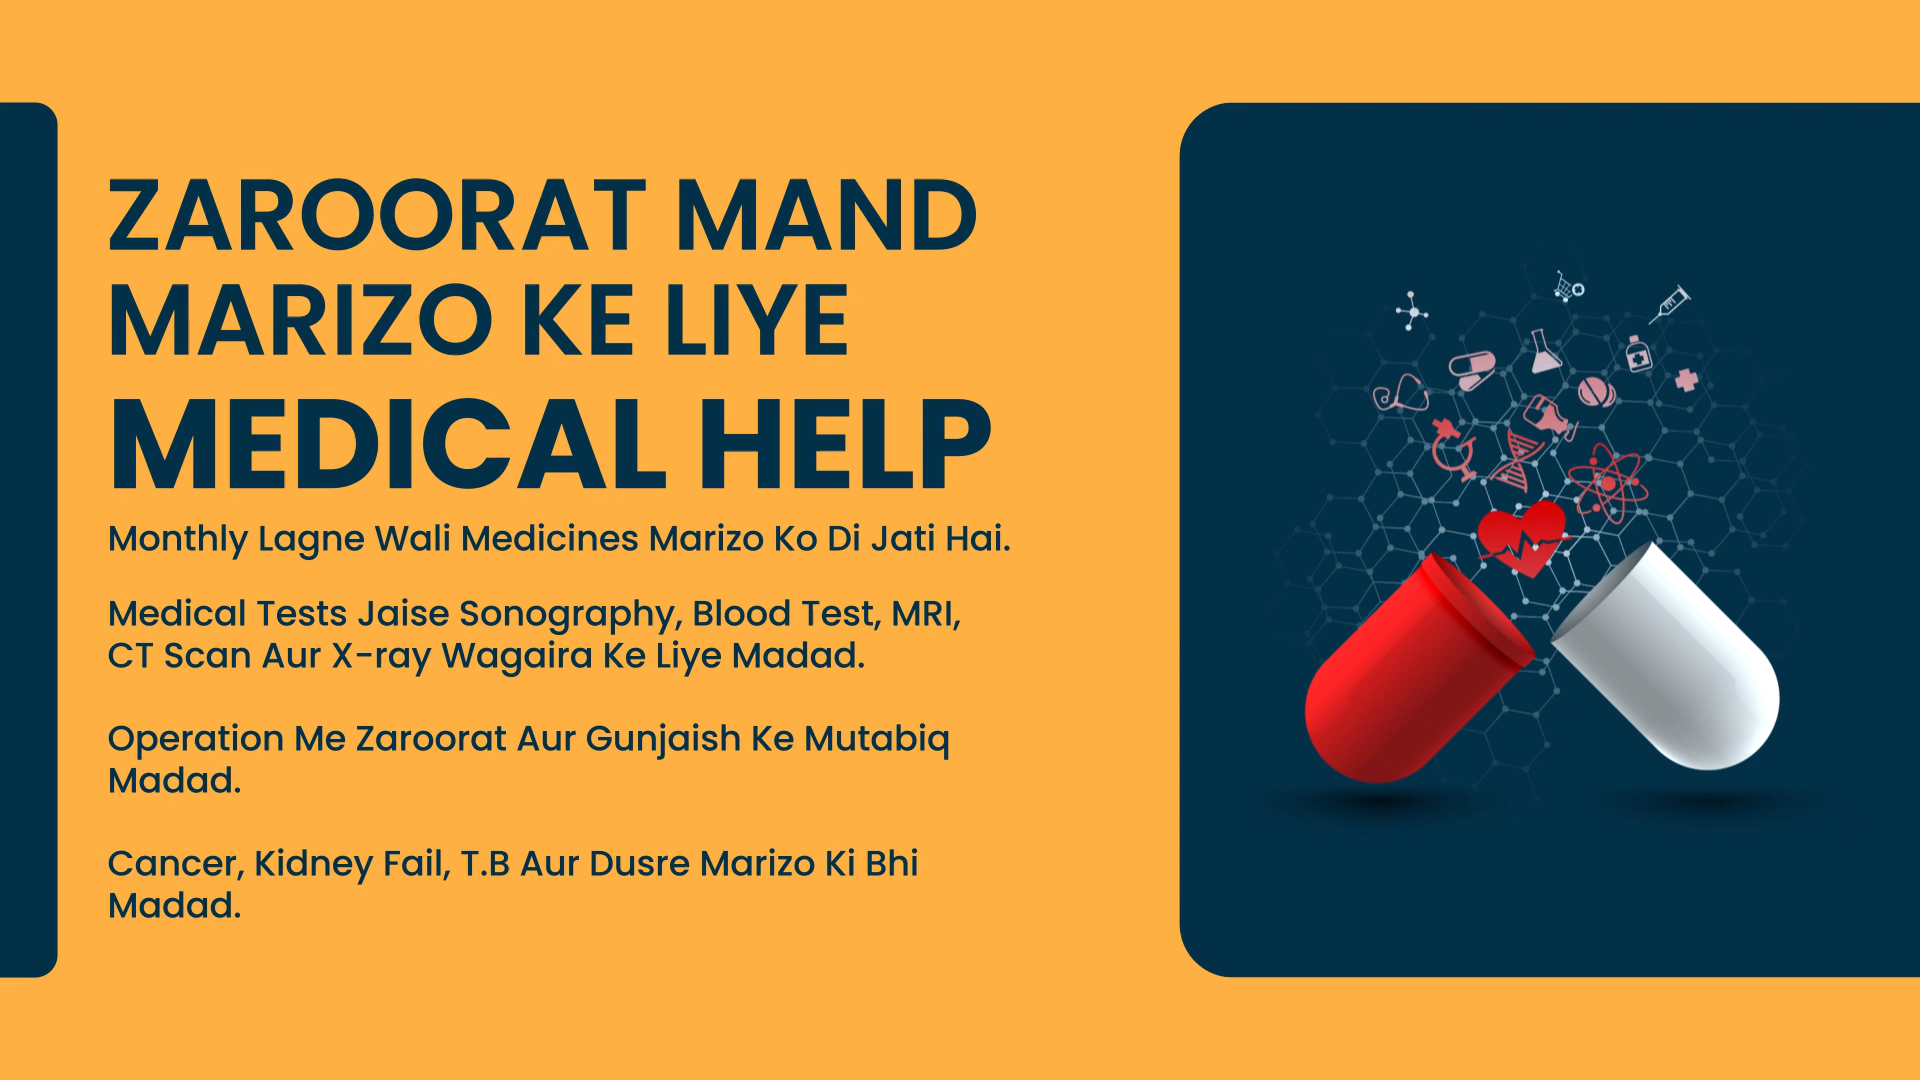 ZAROORAT MAND
MARIZO KE LIYE
MEDICAL HELP
Monthly Lagne Wali Medicines Marizo Ko Di Jati Hai.
Medical Tests Jaise Sonography, Blood Test, MRI,
CT Scan Aur X-ray Wagaira Ke Liye Madad.
Operation Me Zaroorat Aur Gunjaish Ke Mutabiq
Madad.
Cancer, Kidney Fail, T.B Aur Dusre Marizo Ki Bhi
Madad.